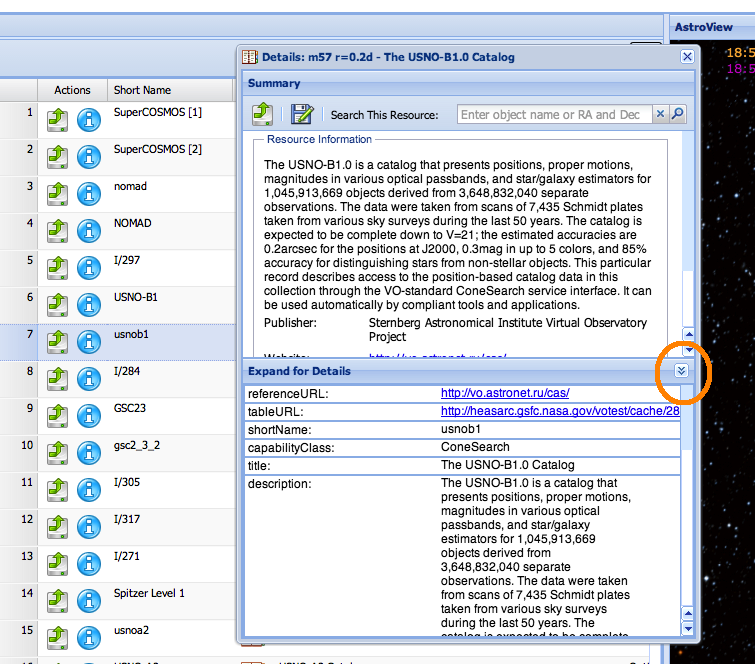 AstroView
18:5
18:5
Details: m57 r=0.2d - The USNO-B1.0 Catalog
Summary
Search This Resource: Enter object name or RA and Dec
Resource Information
The USNO-B1.0 is a catalog that presents positions, proper motions,
magnitudes in various optical passbands, and star/galaxy estimators for
1,045,913,669 objects derived from 3,648,832,040 separate
observations. The data were taken from scans of 7,435 Schmidt plates
taken from various sky surveys during the last 50 years. The catalog is
expected to be complete down to V=21; the estimated accuracies are
0.2arcsec for the positions at J2000, 0.3mag in up to 5 colors, and 85%
accuracy for distinguishing stars from non-stellar objects. This particular
record describes access to the position-based catalog data in this
collection through the VO-standard ConeSearch service interface. It can
be used automatically by compliant tools and applications.
Publisher: Sternberg Astronomical Institute Virtual Observatory
Project
Website: http://vo.astronet.ru/cas/
Expand for Details
referenceURL: http://vo.astronet.ru/cas/
tableURL: http://heasarc.gsfc.nasa.gov/votest/cache/28
shortName: usnob1
capabilityClass: ConeSearch
title: The USNO-B1.0 Catalog
description: The USNO-B1.0 is a catalog that
presents positions, proper motions,
magnitudes in various optical
passbands, and star/galaxy
estimators for 1,045,913,669
objects derived from
3,648,832,040 separate
observations. The data were taken
from scans of 7,435 Schmidt plates
taken from various sky surveys
during the last 50 years. The
catalog is expected to be complete
Actions Short Name
1 SuperCOSMOS [1]
2 SuperCOSMOS [2]
3 nomad
4 NOMAD
5 I/297
6 USNO-B1
7 usnob1
8 I/284
9 GSC23
10 gsc2_3_2
11 I/305
12 I/317
13 I/271
14 Spitzer Level 1
15 usnoa2